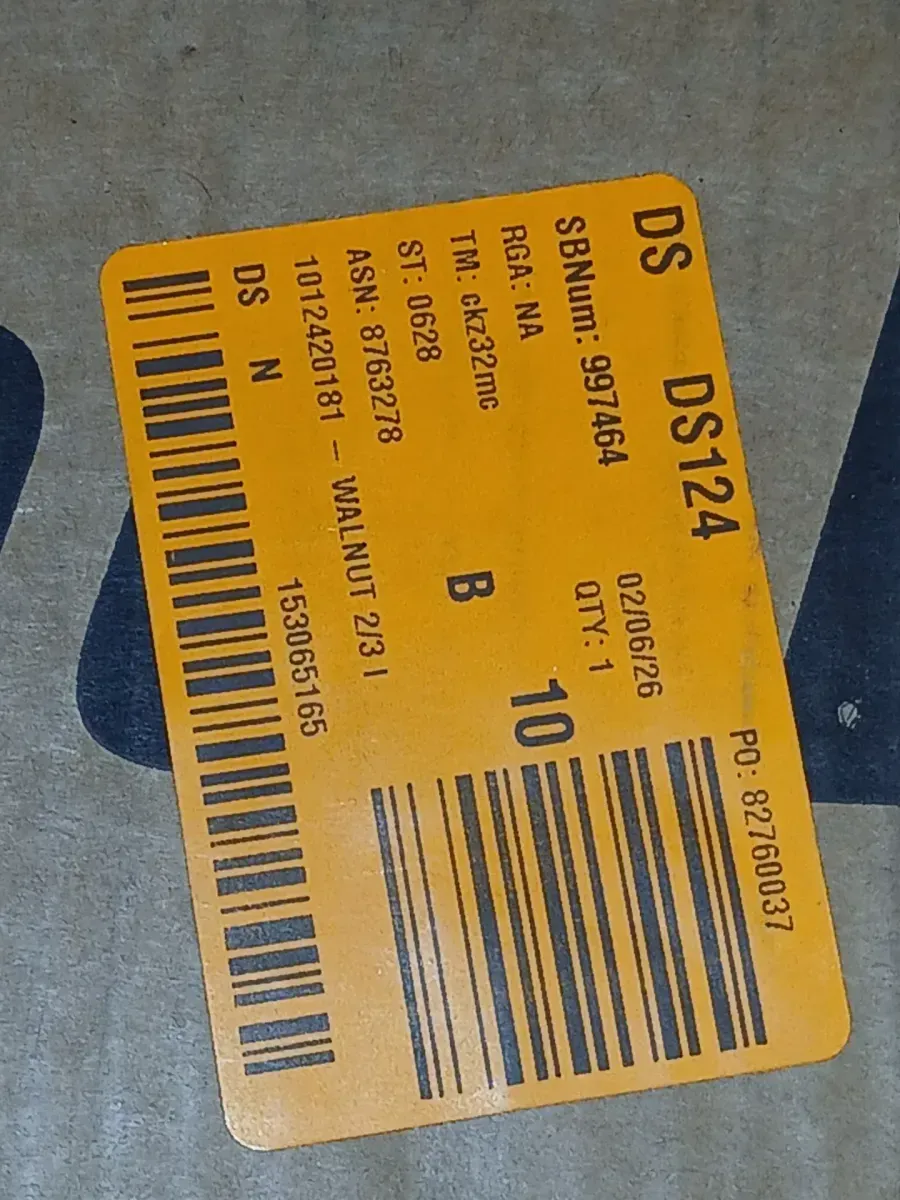 DS DS124 PO: 82760037
SBNum: 997464 02/06/26
RGA: NA QTY: 1
TM: ckz32mc B 10
ST: 0628
ASN: 8763278
1012420181 – WALNUT 2/3 I
DS N 153065165